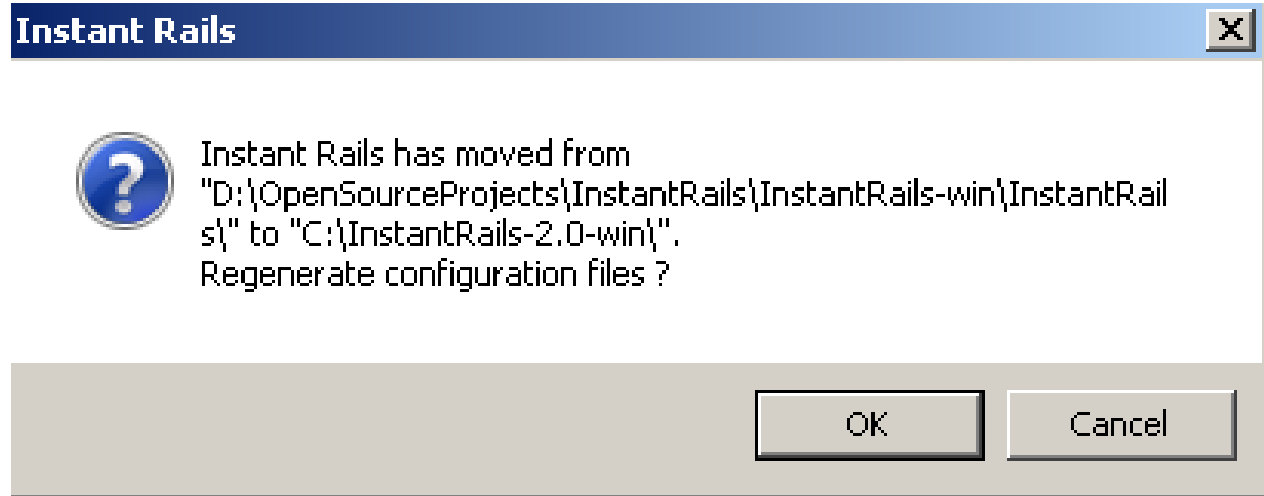 Instant Rails
Instant Rails has moved from
"D:\OpenSourceProjects\InstantRails\InstantRails-win\InstantRail
s\" to "C:\InstantRails-2.0-win\".
Regenerate configuration files ?
OK
Cancel